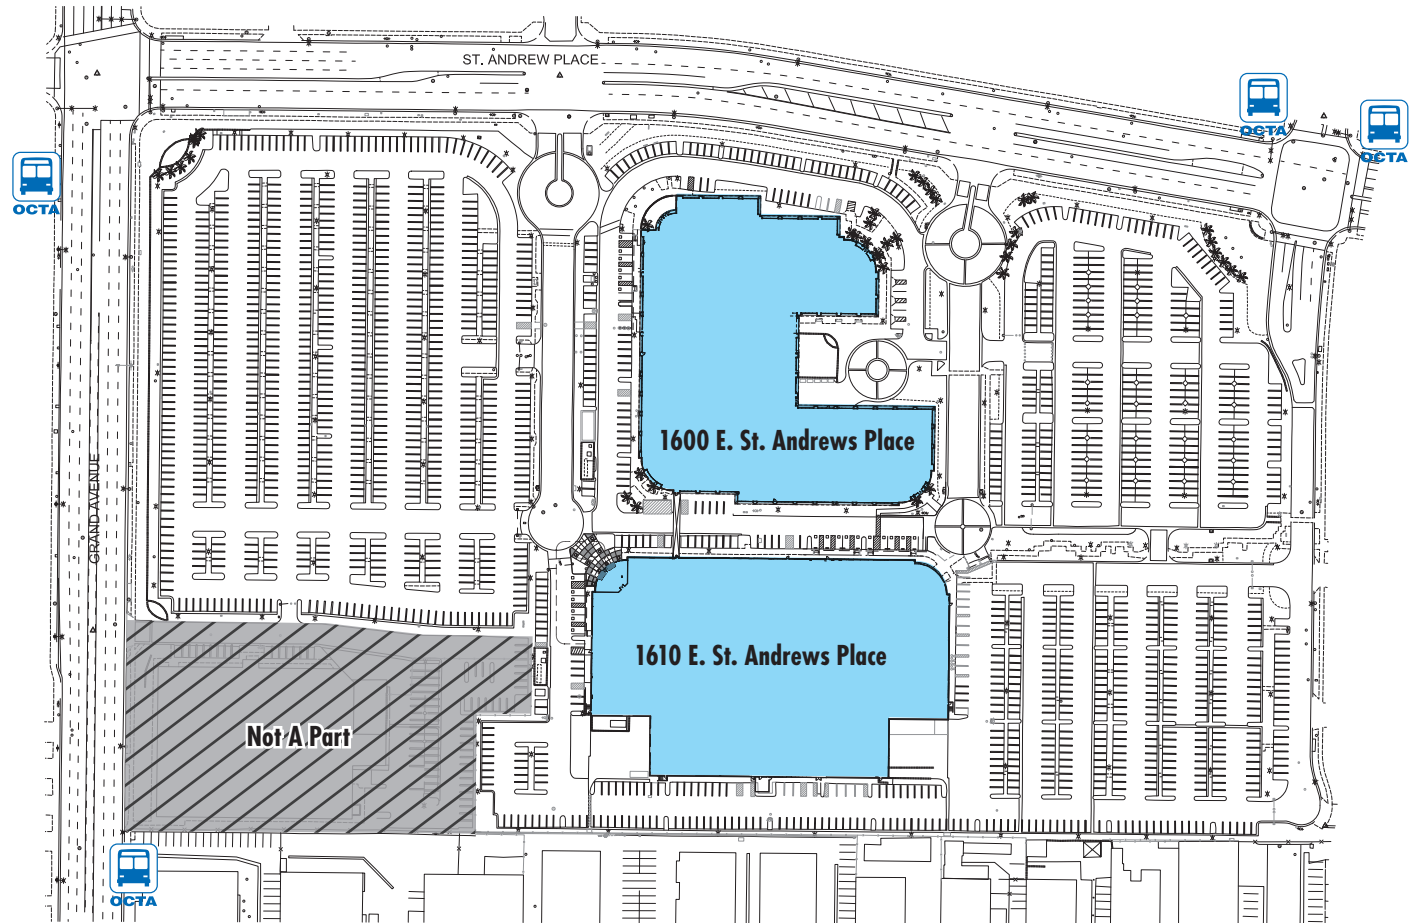 ST. ANDREW PLACE
OCTA
OCTA
OCTA
1600 E. St. Andrews Place
GRAND AVENUE
1610 E. St. Andrews Place
Not A Part
OCTA